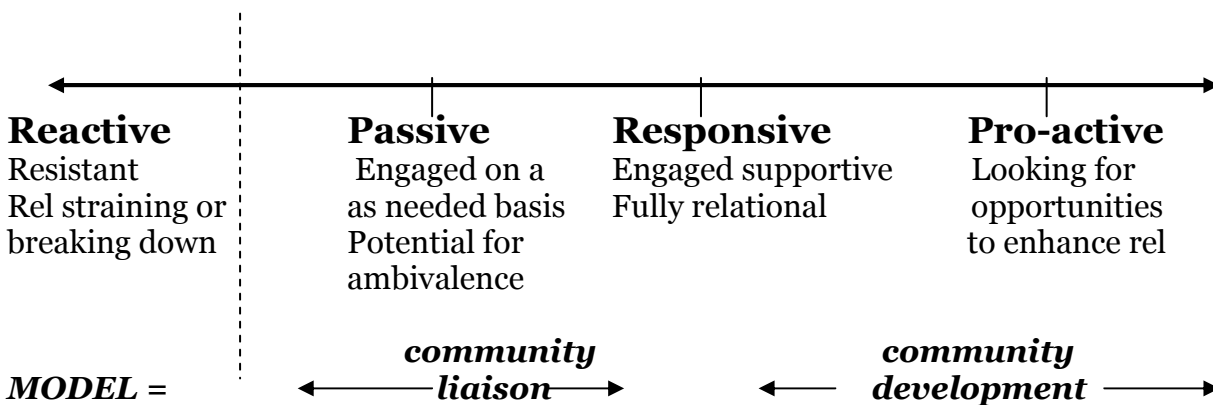 Reactive
Resistant
Rel straining or
breaking down
Passive
Engaged on a
as needed basis
Potential for
ambivalence
Responsive
Engaged supportive
Fully relational
Pro-active
Looking for
opportunities
to enhance rel
MODEL =
community
liaison
community
development